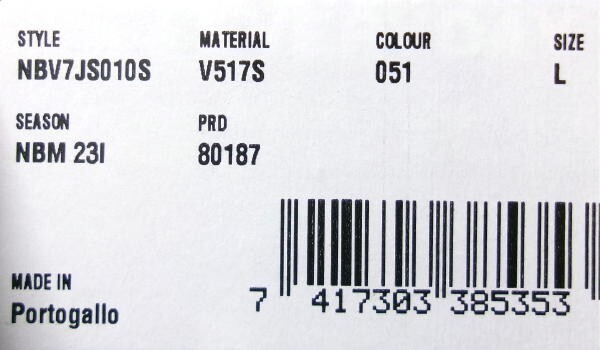 STYLE MATERIAL COLOUR SIZE
NBV7JS010S V517S 051 L
SEASON PRD
NBM 23I 80187
MADE IN
Portogallo
7 417303 385353